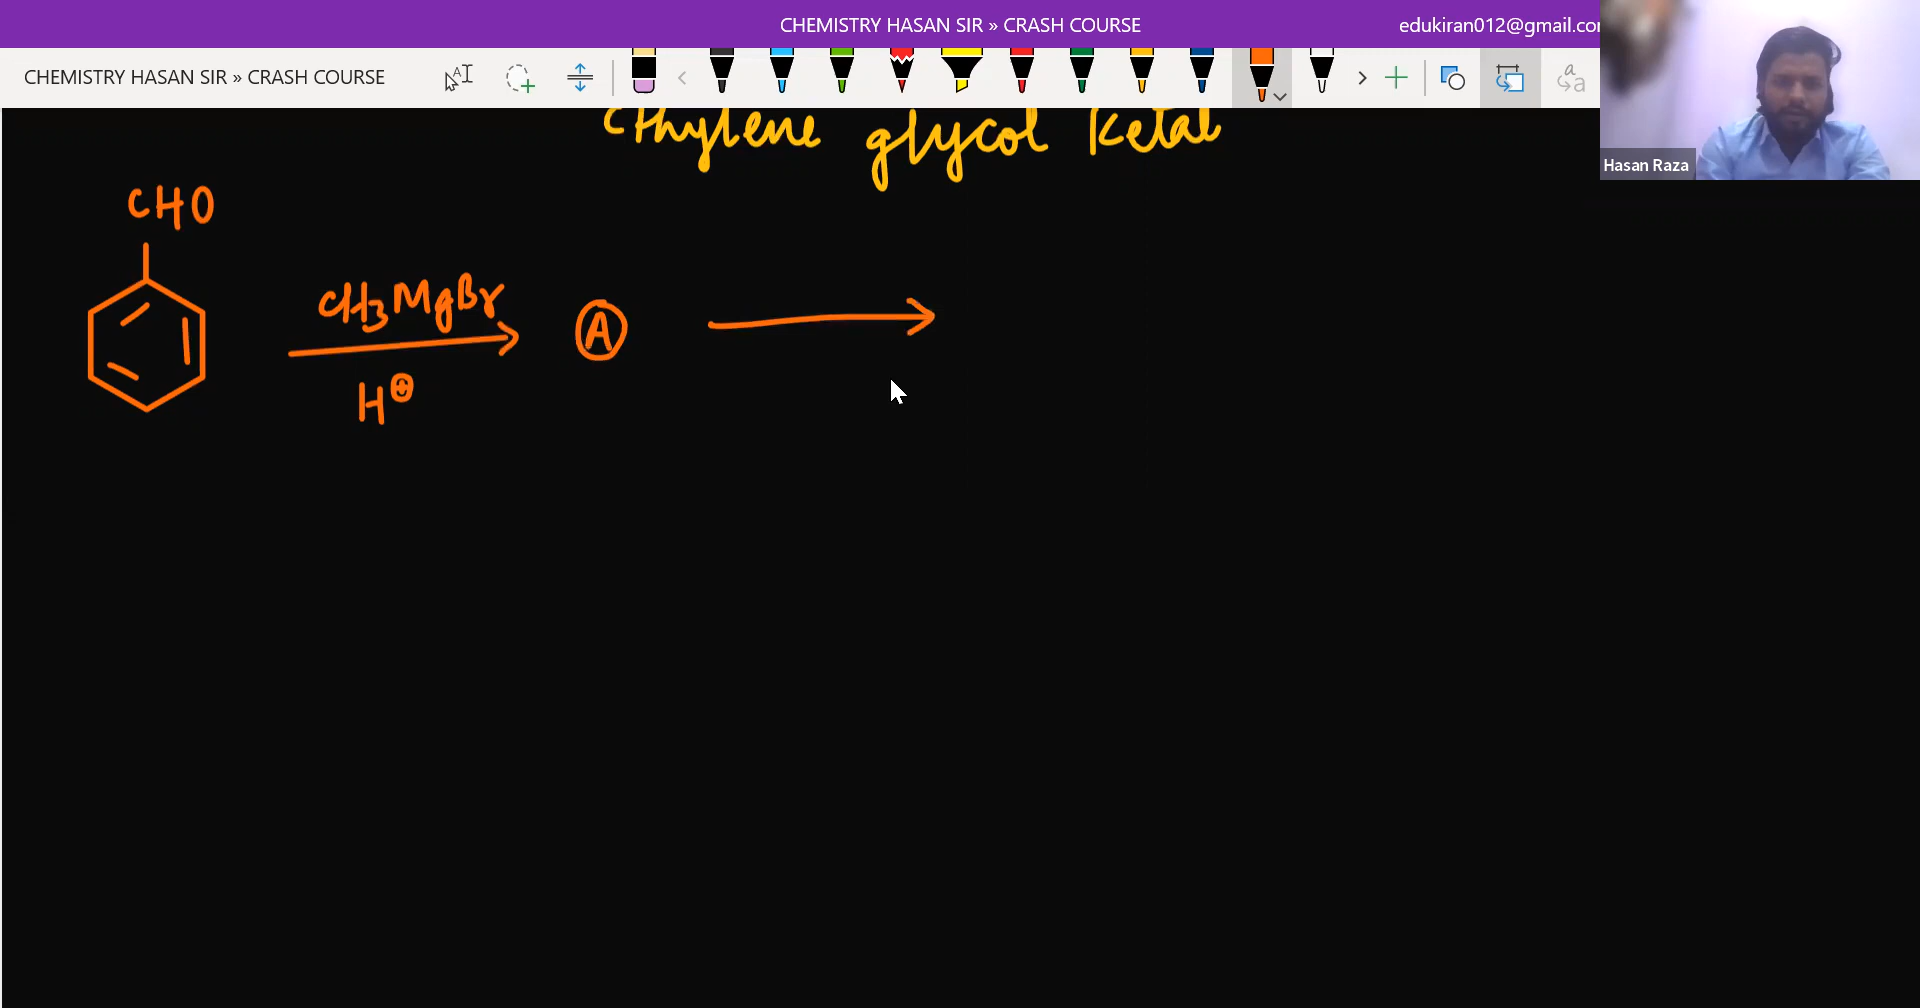 CHEMISTRY HASAN SIR » CRASH COURSE
edukiran012@gmail.co
CHEMISTRY HASAN SIR » CRASH COURSE
Hasan Raza
Ethylene glycol Ketal
CHO
CH3MgBr
A
H⊕